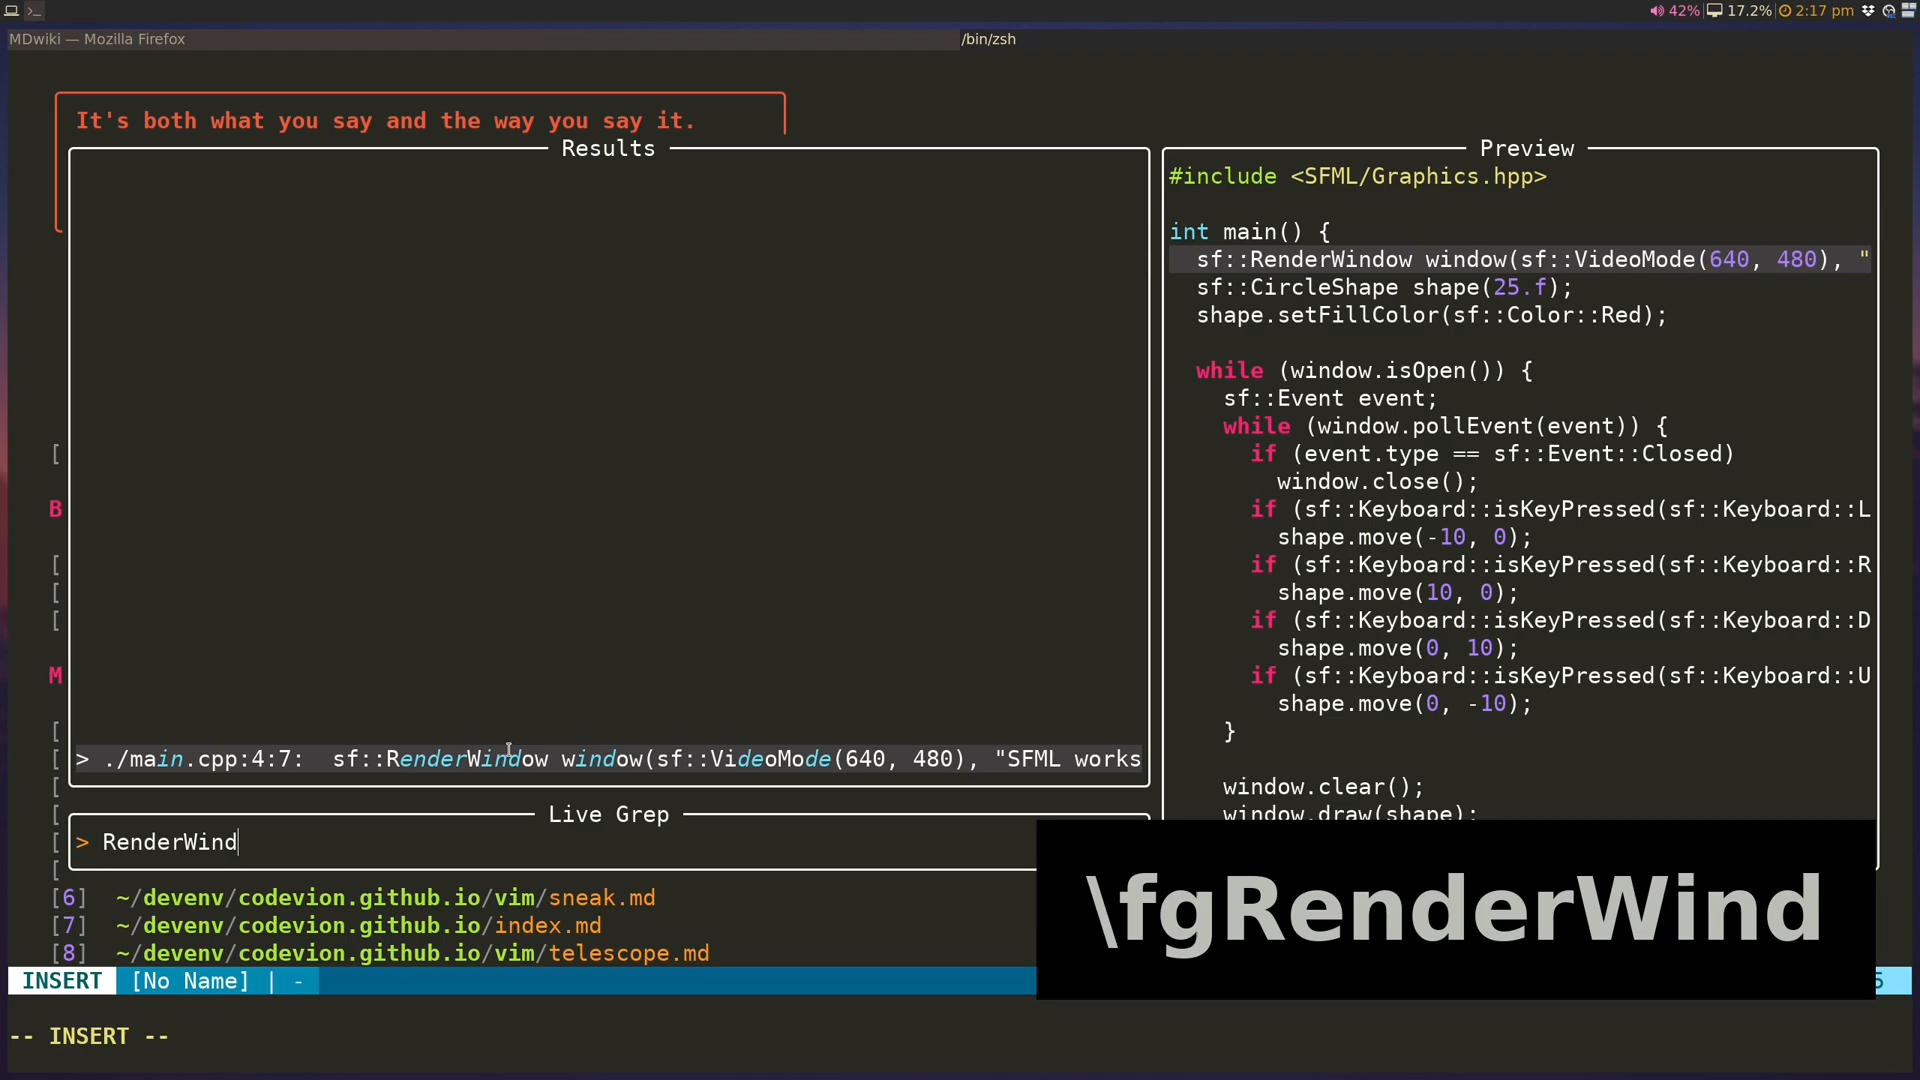 42% 17.2% 2:17 pm
MDwiki — Mozilla Firefox
/bin/zsh
It's both what you say and the way you say it.
Results
> ./main.cpp:4:7:  sf::RenderWindow window(sf::VideoMode(640, 480), "SFML works
Live Grep
> RenderWind
Preview
#include <SFML/Graphics.hpp>
int main() {
  sf::RenderWindow window(sf::VideoMode(640, 480), "
  sf::CircleShape shape(25.f);
  shape.setFillColor(sf::Color::Red);
  while (window.isOpen()) {
    sf::Event event;
    while (window.pollEvent(event)) {
      if (event.type == sf::Event::Closed)
        window.close();
      if (sf::Keyboard::isKeyPressed(sf::Keyboard::L
        shape.move(-10, 0);
      if (sf::Keyboard::isKeyPressed(sf::Keyboard::R
        shape.move(10, 0);
      if (sf::Keyboard::isKeyPressed(sf::Keyboard::D
        shape.move(0, 10);
      if (sf::Keyboard::isKeyPressed(sf::Keyboard::U
        shape.move(0, -10);
    }
    window.clear();
    window.draw(shape);
[
B
[
[
[
M
[
[
[
[
[
[
[6]  ~/devenv/codevion.github.io/vim/sneak.md
[7]  ~/devenv/codevion.github.io/index.md
[8]  ~/devenv/codevion.github.io/vim/telescope.md
\fgRenderWind
INSERT [No Name] | - 5
-- INSERT --